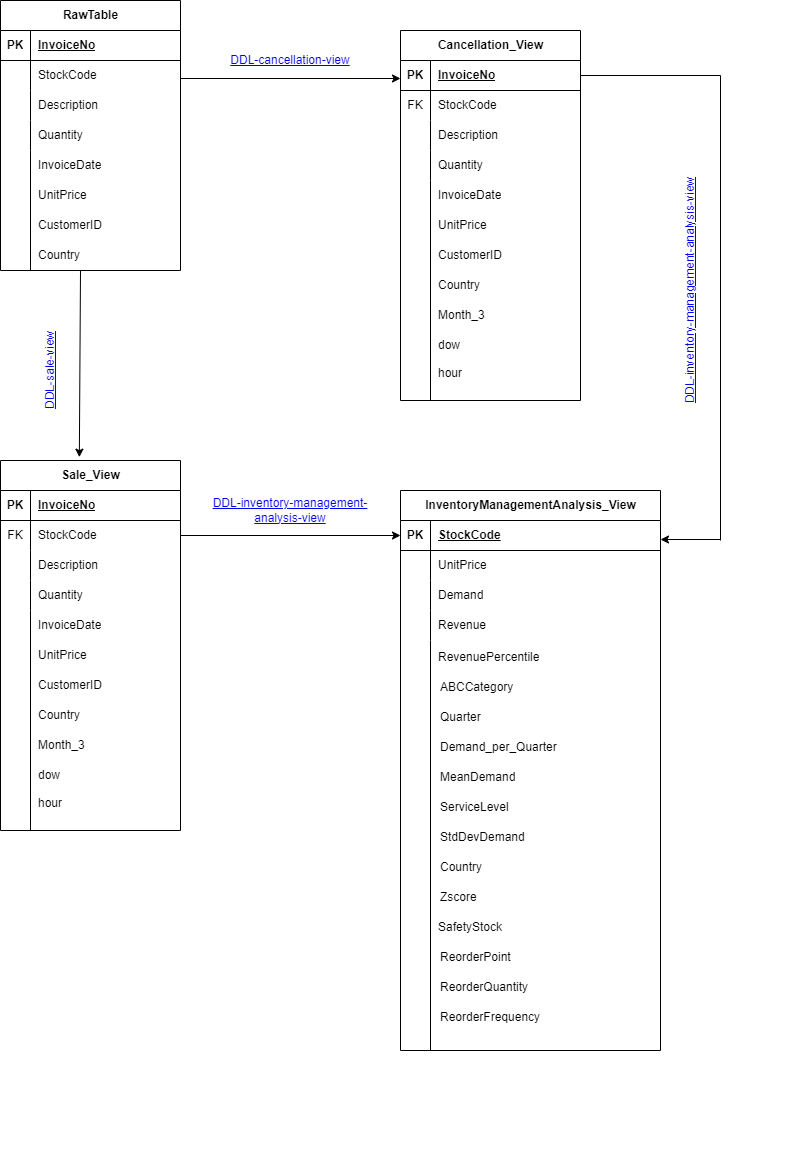 RawTable
PK InvoiceNo
StockCode
Description
Quantity
InvoiceDate
UnitPrice
CustomerID
Country
DDL-cancellation-view
Cancellation_View
PK InvoiceNo
FK StockCode
Description
Quantity
InvoiceDate
UnitPrice
CustomerID
Country
Month_3
dow
hour
DDL-inventory-management-analysis-view
DDL-sale-view
Sale_View
PK InvoiceNo
FK StockCode
Description
Quantity
InvoiceDate
UnitPrice
CustomerID
Country
Month_3
dow
hour
DDL-inventory-management-
analysis-view
InventoryManagementAnalysis_View
PK StockCode
UnitPrice
Demand
Revenue
RevenuePercentile
ABCCategory
Quarter
Demand_per_Quarter
MeanDemand
ServiceLevel
StdDevDemand
Country
Zscore
SafetyStock
ReorderPoint
ReorderQuantity
ReorderFrequency